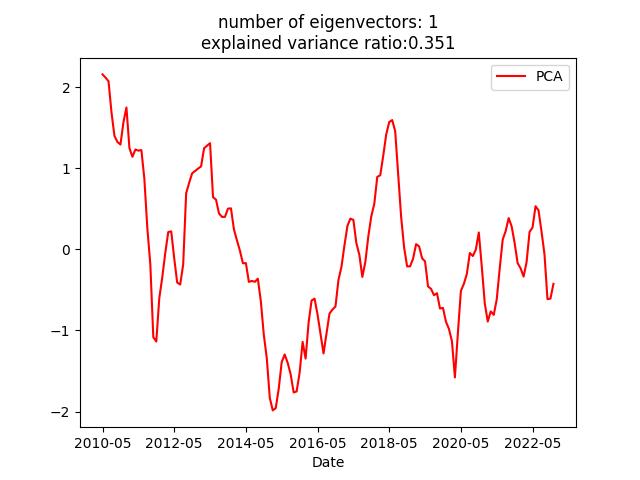 number of eigenvectors: 1
explained variance ratio:0.351
PCA
2
1
0
−1
−2
2010-05 2012-05 2014-05 2016-05 2018-05 2020-05 2022-05
Date